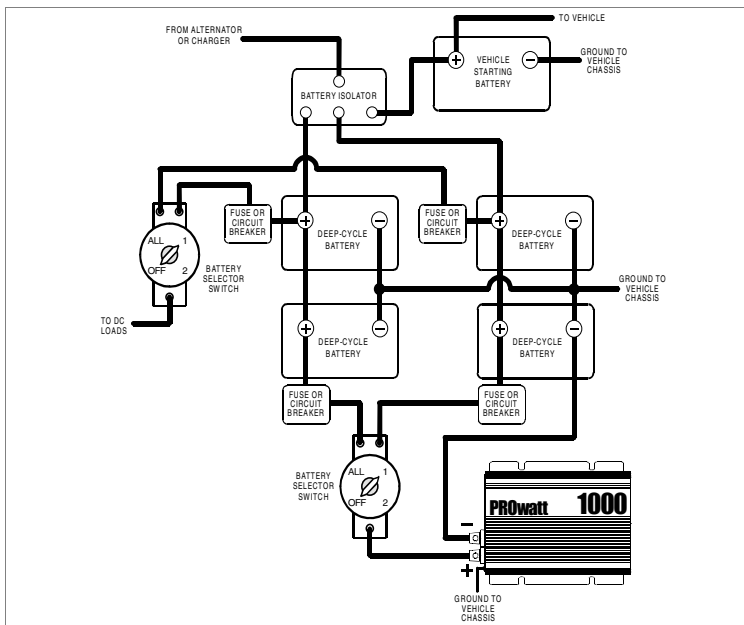 TO VEHICLE
FROM ALTERNATOR
OR CHARGER
GROUND TO
VEHICLE
CHASSIS
+
VEHICLE
STARTING
BATTERY
−
BATTERY ISOLATOR
FUSE OR
CIRCUIT
BREAKER
+
−
DEEP-CYCLE
BATTERY
FUSE OR
CIRCUIT
BREAKER
+
−
DEEP-CYCLE
BATTERY
ALL 1
OFF 2
BATTERY
SELECTOR
SWITCH
GROUND TO
VEHICLE
CHASSIS
TO DC
LOADS
+
−
DEEP-CYCLE
BATTERY
+
−
DEEP-CYCLE
BATTERY
FUSE OR
CIRCUIT
BREAKER
FUSE OR
CIRCUIT
BREAKER
BATTERY
SELECTOR
SWITCH
ALL 1
OFF 2
PROwatt 1000
−
+
GROUND TO
VEHICLE
CHASSIS